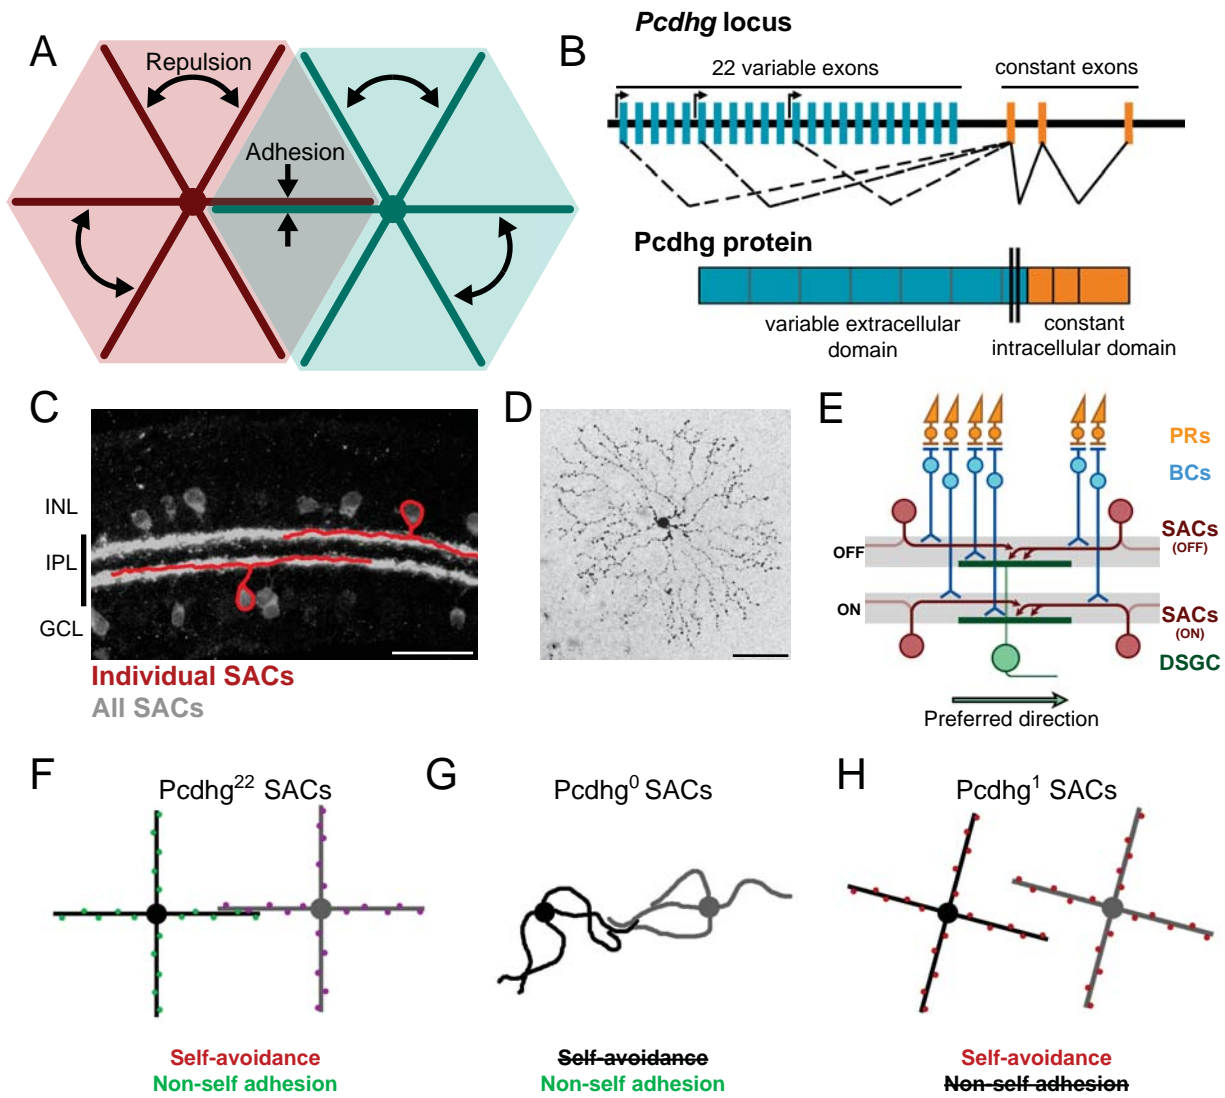 A
Repulsion
Adhesion
B
Pcdhg locus
22 variable exons
constant exons
Pcdhg protein
variable extracellular
domain
constant
intracellular domain
C
INL
IPL
GCL
Individual SACs
All SACs
D
E
PRs
BCs
SACs
(OFF)
OFF
ON
SACs
(ON)
DSGC
Preferred direction
F
Pcdhg22 SACs
Self-avoidance
Non-self adhesion
G
Pcdhg0 SACs
Self-avoidance
Non-self adhesion
H
Pcdhg1 SACs
Self-avoidance
Non-self adhesion